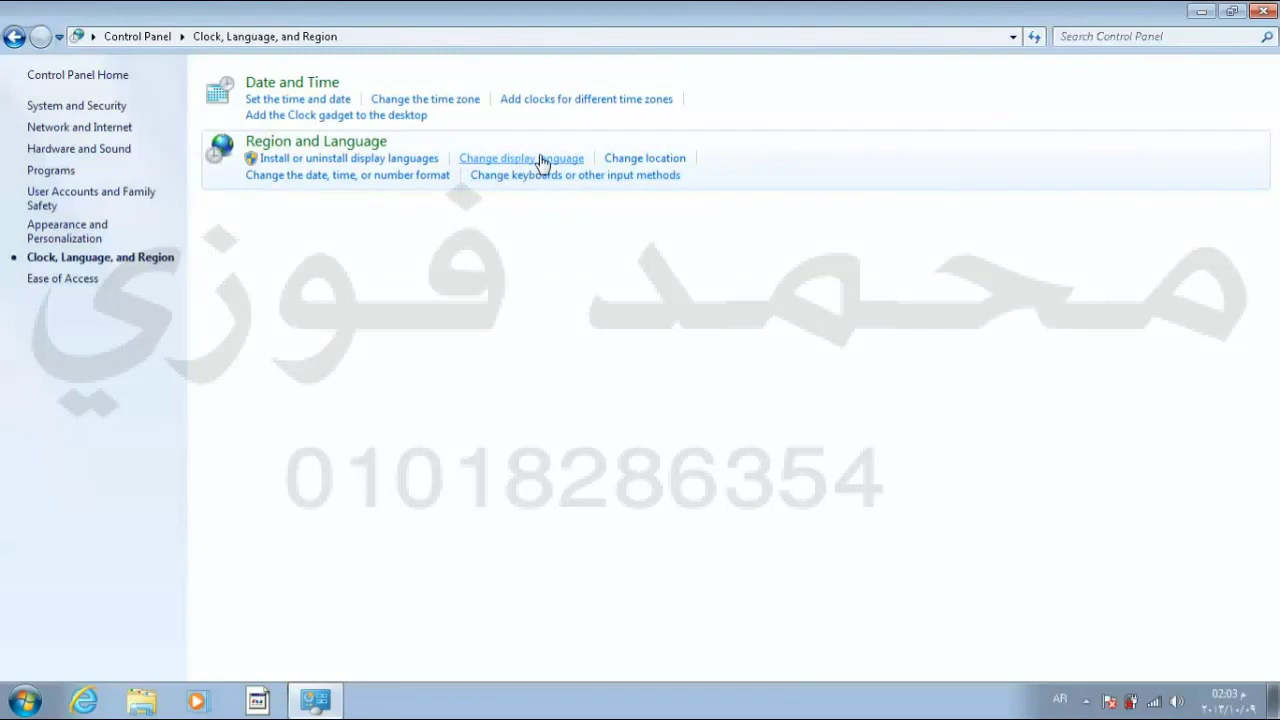 Control Panel
Clock, Language, and Region
Search Control Panel
Control Panel Home
System and Security
Network and Internet
Hardware and Sound
Programs
User Accounts and Family
Safety
Appearance and
Personalization
Clock, Language, and Region
Ease of Access
Date and Time
Set the time and date
Change the time zone
Add clocks for different time zones
Add the Clock gadget to the desktop
Region and Language
Install or uninstall display languages
Change display language
Change location
Change the date, time, or number format
Change keyboards or other input methods
محمد فوزي
01018286354
AR
02:03 م
٢٠١٣/١٠/٠٩